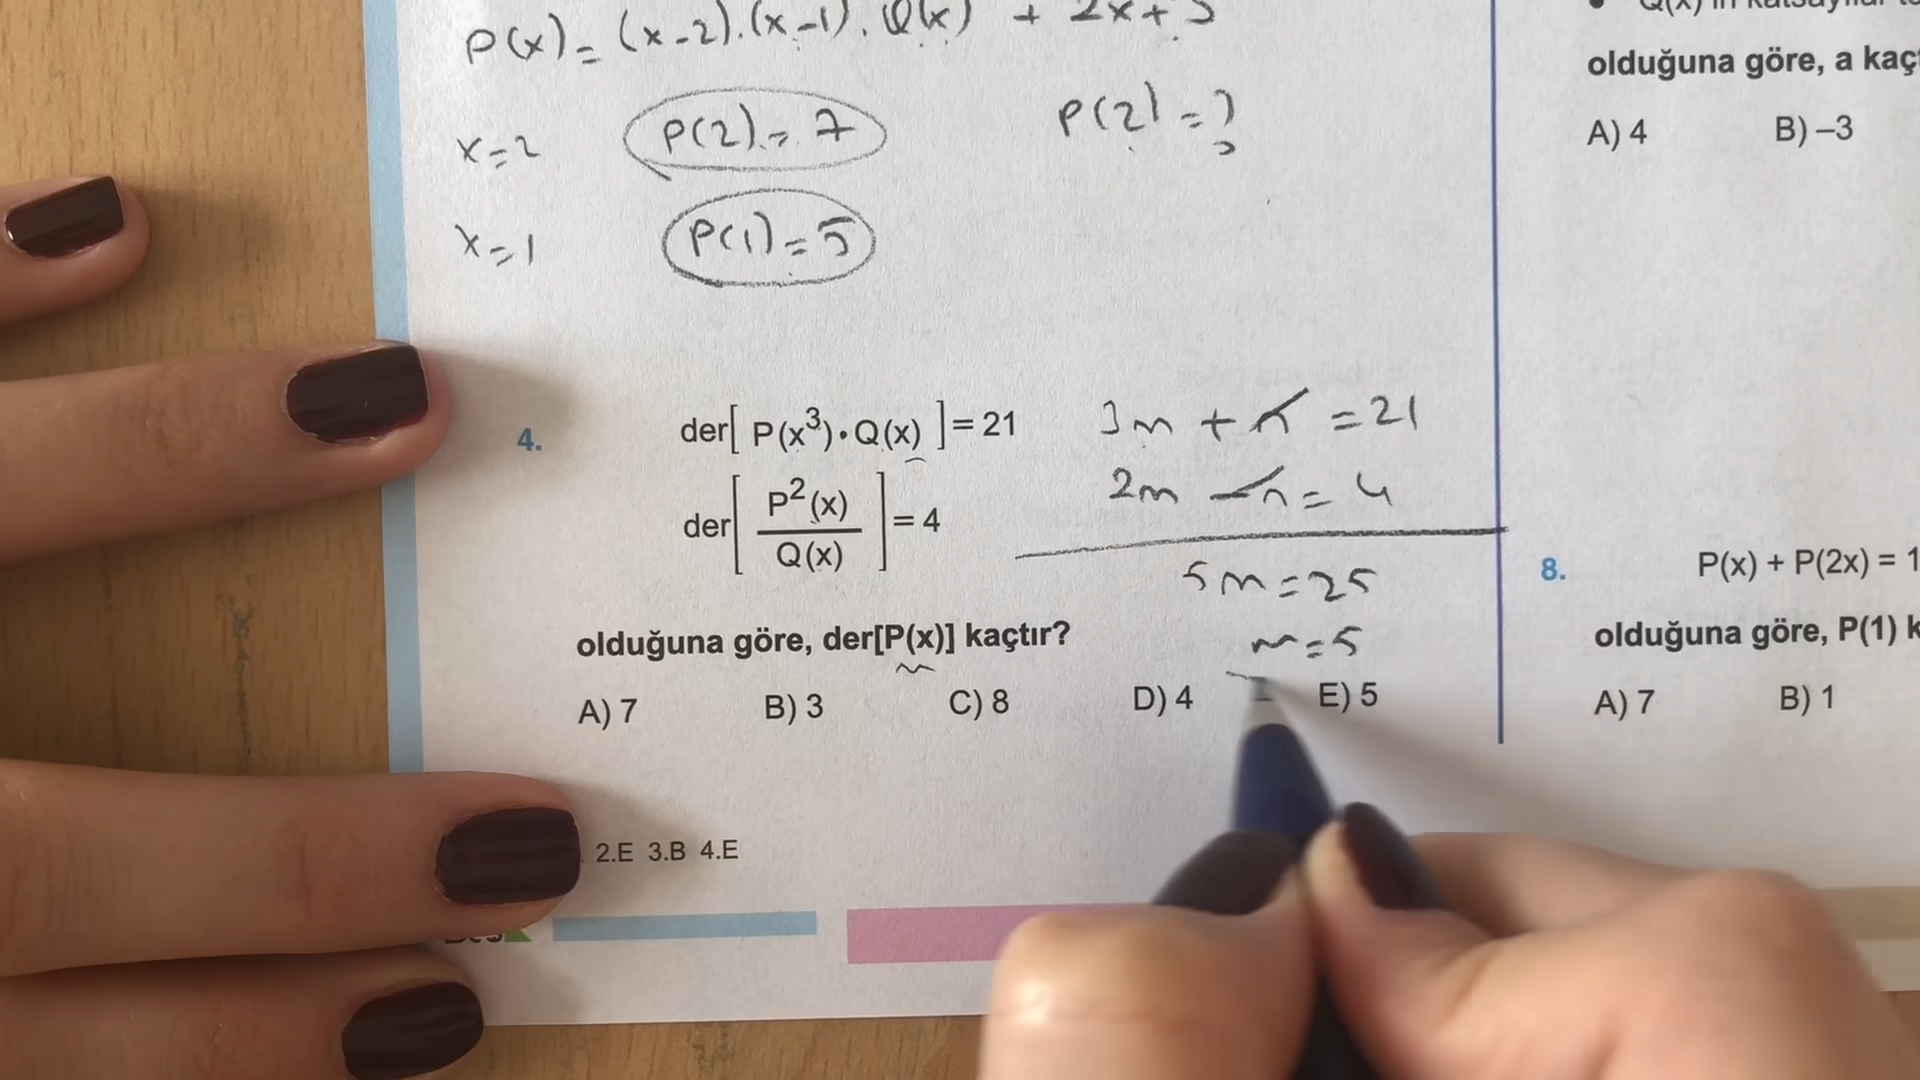 P(x) = (x-2).(x-1). Q(x) + 2x+3
x=2 P(2) = 7 P(2) = ?
x=1 P(1) = 5
4. der[ P(x³)•Q(x) ] = 21
der[ P²(x) / Q(x) ] = 4
3m + n = 21
2m - n = 4
5m = 25
m = 5
olduğuna göre, der[P(x)] kaçtır?
A) 7 B) 3 C) 8 D) 4 E) 5
2.E 3.B 4.E
olduğuna göre, a kaçt
A) 4 B) –3
8. P(x) + P(2x) = 1
olduğuna göre, P(1) k
A) 7 B) 1